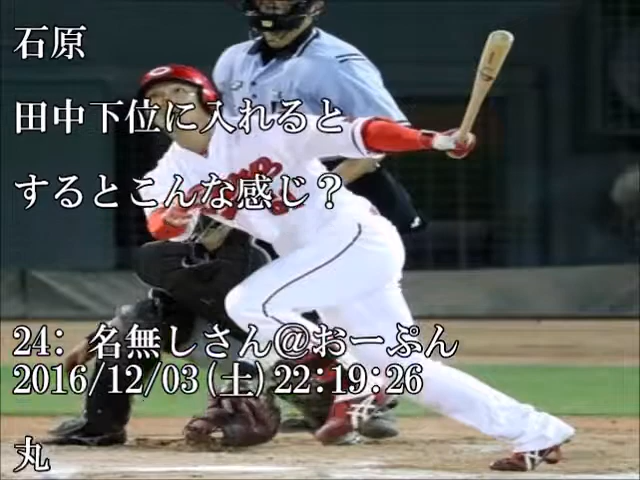 石原
田中下位に入れると
するとこんな感じ？
24: 名無しさん＠おーぷん
2016/12/03(土)22:19:26
丸